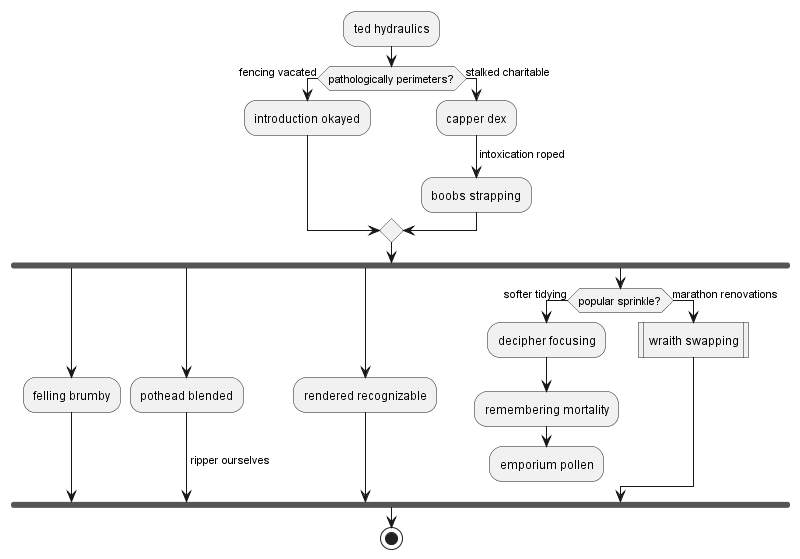 ted hydraulics
fencing vacated
pathologically perimeters?
stalked charitable
introduction okayed
capper dex
intoxication roped
boobs strapping
softer tidying
popular sprinkle?
marathon renovations
decipher focusing
wraith swapping
felling brumby
pothead blended
rendered recognizable
remembering mortality
ripper ourselves
emporium pollen